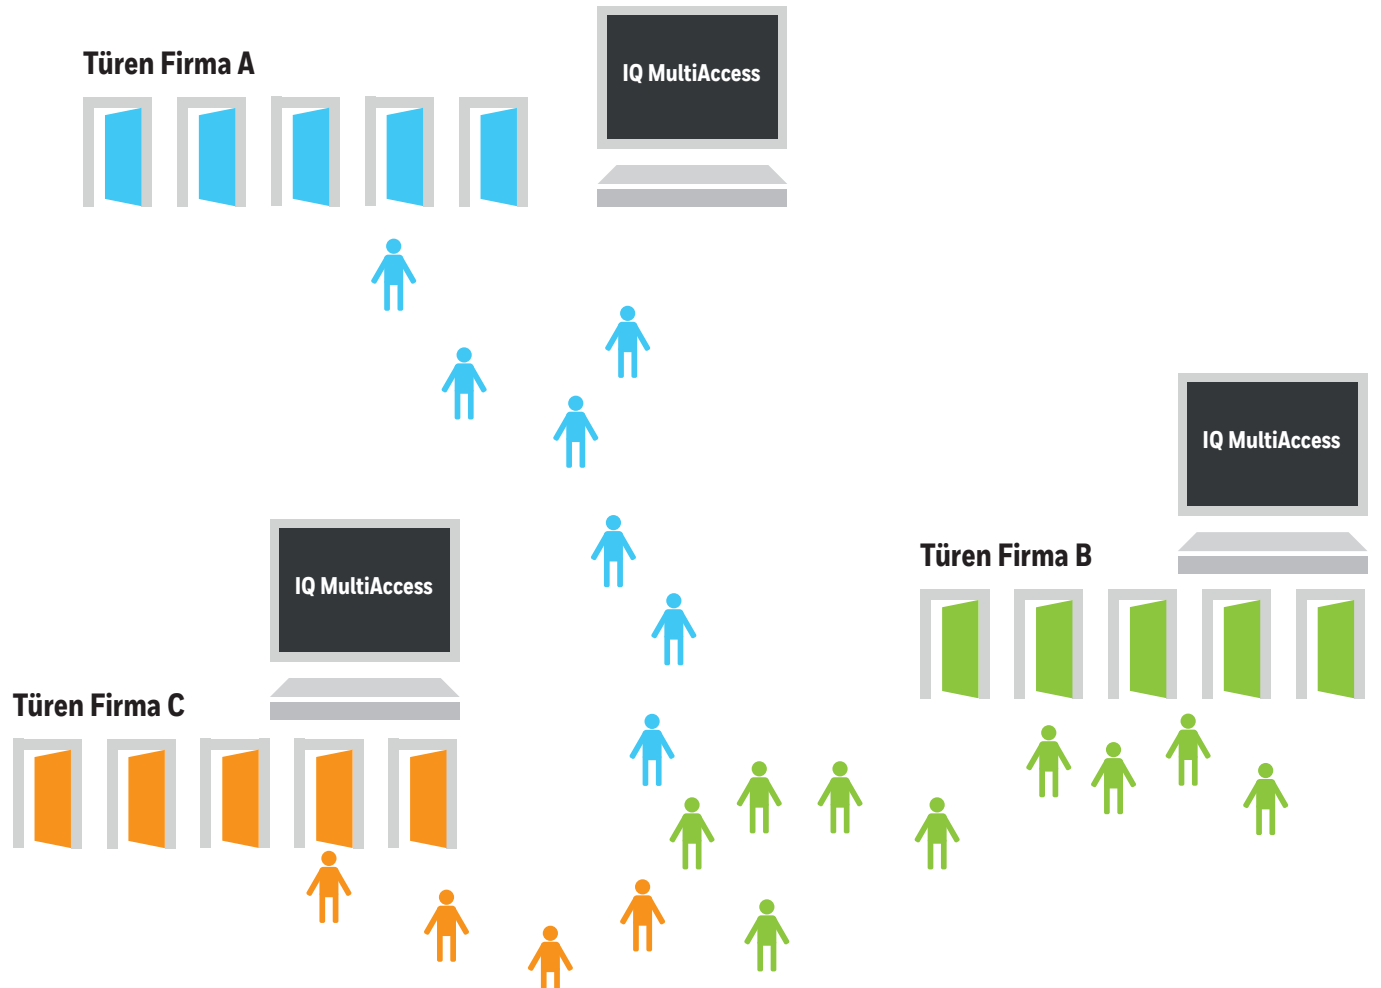 Türen Firma A
IQ MultiAccess
IQ MultiAccess
Türen Firma B
IQ MultiAccess
Türen Firma C